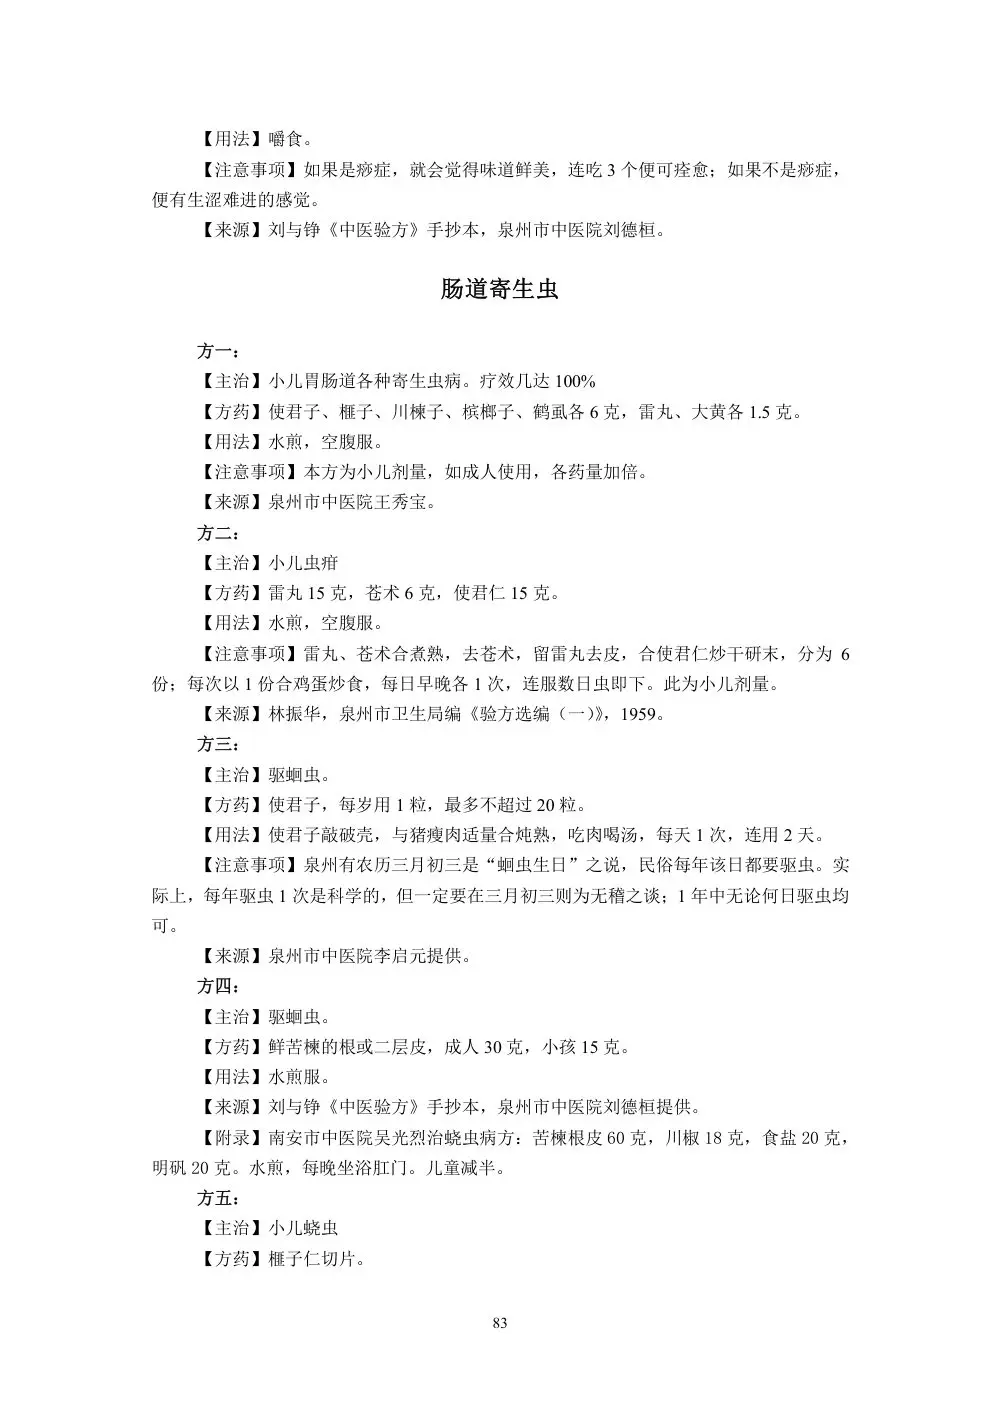 【用法】嚼食。
【注意事项】如果是痧症，就会觉得味道鲜美，连吃 3 个便可痊愈；如果不是痧症，
便有生涩难进的感觉。
【来源】刘与铮《中医验方》手抄本，泉州市中医院刘德桓。
肠道寄生虫
方一：
【主治】小儿胃肠道各种寄生虫病。疗效几达 100%
【方药】使君子、榧子、川楝子、槟榔子、鹤虱各 6 克，雷丸、大黄各 1.5 克。
【用法】水煎，空腹服。
【注意事项】本方为小儿剂量，如成人使用，各药量加倍。
【来源】泉州市中医院王秀宝。
方二：
【主治】小儿虫疳
【方药】雷丸 15 克，苍术 6 克，使君仁 15 克。
【用法】水煎，空腹服。
【注意事项】雷丸、苍术合煮熟，去苍术，留雷丸去皮，合使君仁炒干研末，分为 6
份；每次以 1 份合鸡蛋炒食，每日早晚各 1 次，连服数日虫即下。此为小儿剂量。
【来源】林振华，泉州市卫生局编《验方选编（一）》，1959。
方三：
【主治】驱蛔虫。
【方药】使君子，每岁用 1 粒，最多不超过 20 粒。
【用法】使君子敲破壳，与猪瘦肉适量合炖熟，吃肉喝汤，每天 1 次，连用 2 天。
【注意事项】泉州有农历三月初三是“蛔虫生日”之说，民俗每年该日都要驱虫。实
际上，每年驱虫 1 次是科学的，但一定要在三月初三则为无稽之谈；1 年中无论何日驱虫均
可。
【来源】泉州市中医院李启元提供。
方四：
【主治】驱蛔虫。
【方药】鲜苦楝的根或二层皮，成人 30 克，小孩 15 克。
【用法】水煎服。
【来源】刘与铮《中医验方》手抄本，泉州市中医院刘德桓提供。
【附录】南安市中医院吴光烈治蛲虫病方：苦楝根皮 60 克，川椒 18 克，食盐 20 克，
明矾 20 克。水煎，每晚坐浴肛门。儿童减半。
方五：
【主治】小儿蛲虫
【方药】榧子仁切片。
83